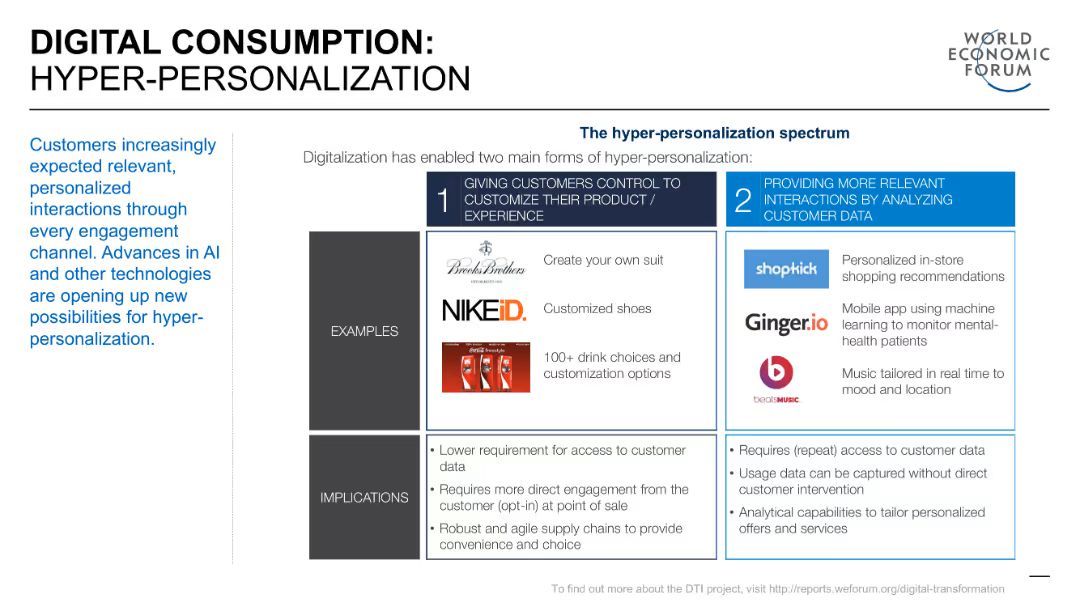 DIGITAL CONSUMPTION:
HYPER-PERSONALIZATION
WORLD
ECONOMIC
FORUM
Customers increasingly
expected relevant,
personalized
interactions through
every engagement
channel. Advances in AI
and other technologies
are opening up new
possibilities for hyper-
personalization.
The hyper-personalization spectrum
Digitalization has enabled two main forms of hyper-personalization:
1
GIVING CUSTOMERS CONTROL TO
CUSTOMIZE THEIR PRODUCT /
EXPERIENCE
2
PROVIDING MORE RELEVANT
INTERACTIONS BY ANALYZING
CUSTOMER DATA
EXAMPLES
Brooks Brothers
Create your own suit
NIKEiD.
Customized shoes
Coca-Cola freestyle
100+ drink choices and
customization options
shopkick
Personalized in-store
shopping recommendations
Ginger.io
Mobile app using machine
learning to monitor mental-
health patients
beatsMUSIC
Music tailored in real time to
mood and location
IMPLICATIONS
• Lower requirement for access to customer
data
• Requires more direct engagement from the
customer (opt-in) at point of sale
• Robust and agile supply chains to provide
convenience and choice
• Requires (repeat) access to customer data
• Usage data can be captured without direct
customer intervention
• Analytical capabilities to tailor personalized
offers and services
To find out more about the DTI project, visit http://reports.weforum.org/digital-transformation